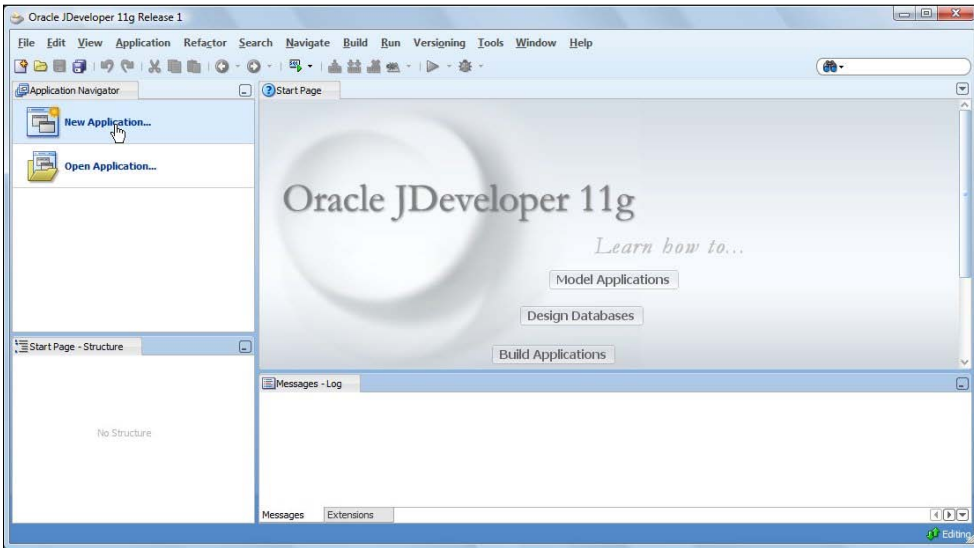 Oracle JDeveloper 11g Release 1
File Edit View Application Refactor Search Navigate Build Run Versioning Tools Window Help
Application Navigator
Start Page
New Application...
Open Application...
Oracle JDeveloper 11g
Learn how to...
Model Applications
Design Databases
Build Applications
Start Page - Structure
No Structure
Messages - Log
Messages Extensions
Editing